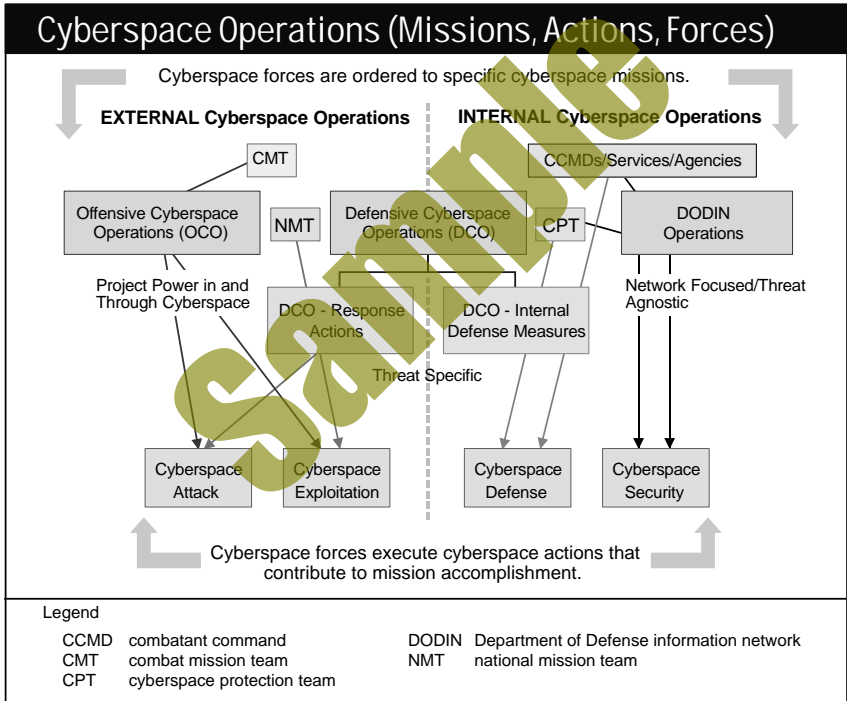 Cyberspace Operations (Missions, Actions, Forces)
Cyberspace forces are ordered to specific cyberspace missions.
EXTERNAL Cyberspace Operations
INTERNAL Cyberspace Operations
CMT
CCMDs/Services/Agencies
Offensive Cyberspace
Operations (OCO)
NMT
Defensive Cyberspace
Operations (DCO)
CPT
DODIN
Operations
Project Power in and
Through Cyberspace
DCO - Response
Actions
DCO - Internal
Defense Measures
Network Focused/Threat
Agnostic
Threat Specific
Cyberspace
Attack
Cyberspace
Exploitation
Cyberspace
Defense
Cyberspace
Security
Cyberspace forces execute cyberspace actions that
contribute to mission accomplishment.
Legend
CCMD combatant command
CMT combat mission team
CPT cyberspace protection team
DODIN Department of Defense information network
NMT national mission team
Sample